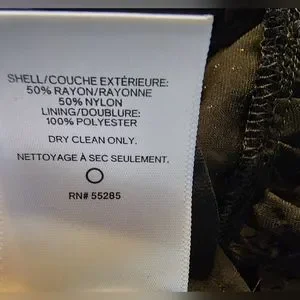 SHELL/COUCHE EXTÉRIEURE:
50% RAYON/RAYONNE
50% NYLON
LINING/DOUBLURE:
100% POLYESTER
DRY CLEAN ONLY.
NETTOYAGE À SEC SEULEMENT.
RN# 55285